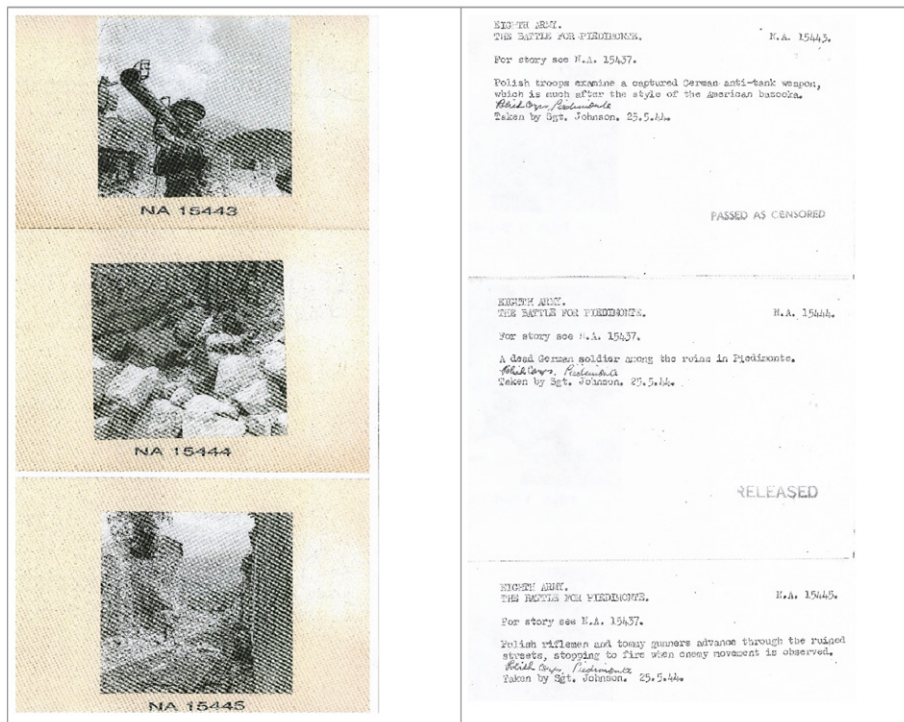 NA 15443
NA 15444
NA 15445
EIGHTH ARMY.
THE BATTLE FOR PIEDIMONTE. N.A. 15443.
For story see N.A. 15437.
Polish troops examine a captured German anti-tank weapon,
which is much after the style of the American bazooka.
Polish Corps, Piedimonte
Taken by Sgt. Johnson. 25.5.44.
PASSED AS CENSORED
EIGHTH ARMY.
THE BATTLE FOR PIEDIMONTE. N.A. 15444.
For story see N.A. 15437.
A dead German soldier among the ruins in Piedimonte.
Polish Corps, Piedimonte
Taken by Sgt. Johnson. 25.5.44.
RELEASED
EIGHTH ARMY.
THE BATTLE FOR PIEDIMONTE. N.A. 15445.
For story see N.A. 15437.
Polish riflemen and tommy gunners advance through the ruined
streets, stopping to fire when enemy movement is observed.
Polish Corps, Piedimonte
Taken by Sgt. Johnson. 25.5.44.